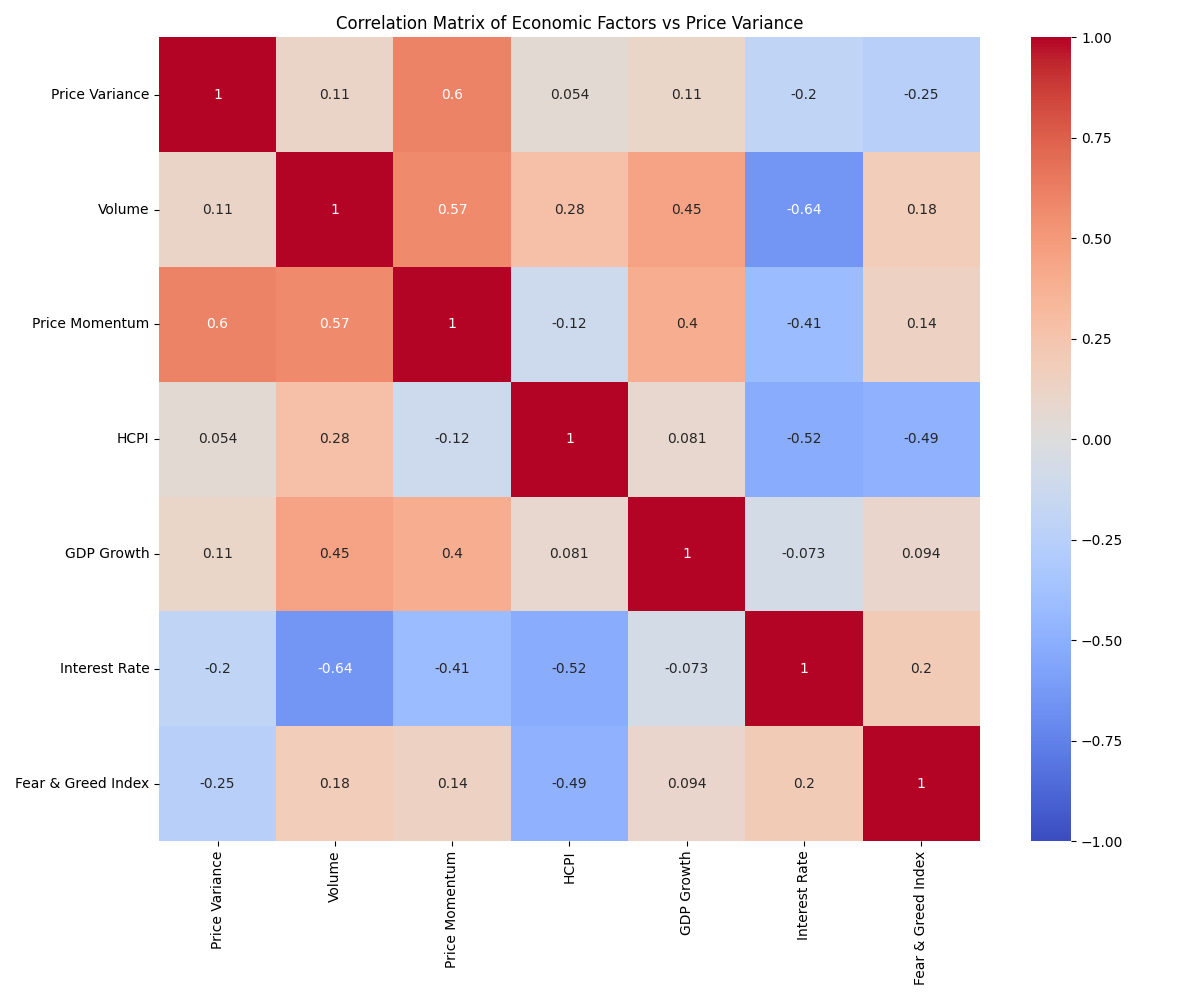 Correlation Matrix of Economic Factors vs Price Variance
Price Variance 1 0.11 0.6 0.054 0.11 -0.2 -0.25
Volume 0.11 1 0.57 0.28 0.45 -0.64 0.18
Price Momentum 0.6 0.57 1 -0.12 0.4 -0.41 0.14
HCPI 0.054 0.28 -0.12 1 0.081 -0.52 -0.49
GDP Growth 0.11 0.45 0.4 0.081 1 -0.073 0.094
Interest Rate -0.2 -0.64 -0.41 -0.52 -0.073 1 0.2
Fear & Greed Index -0.25 0.18 0.14 -0.49 0.094 0.2 1
Price Variance
Volume
Price Momentum
HCPI
GDP Growth
Interest Rate
Fear & Greed Index
1.00
0.75
0.50
0.25
0.00
−0.25
−0.50
−0.75
−1.00